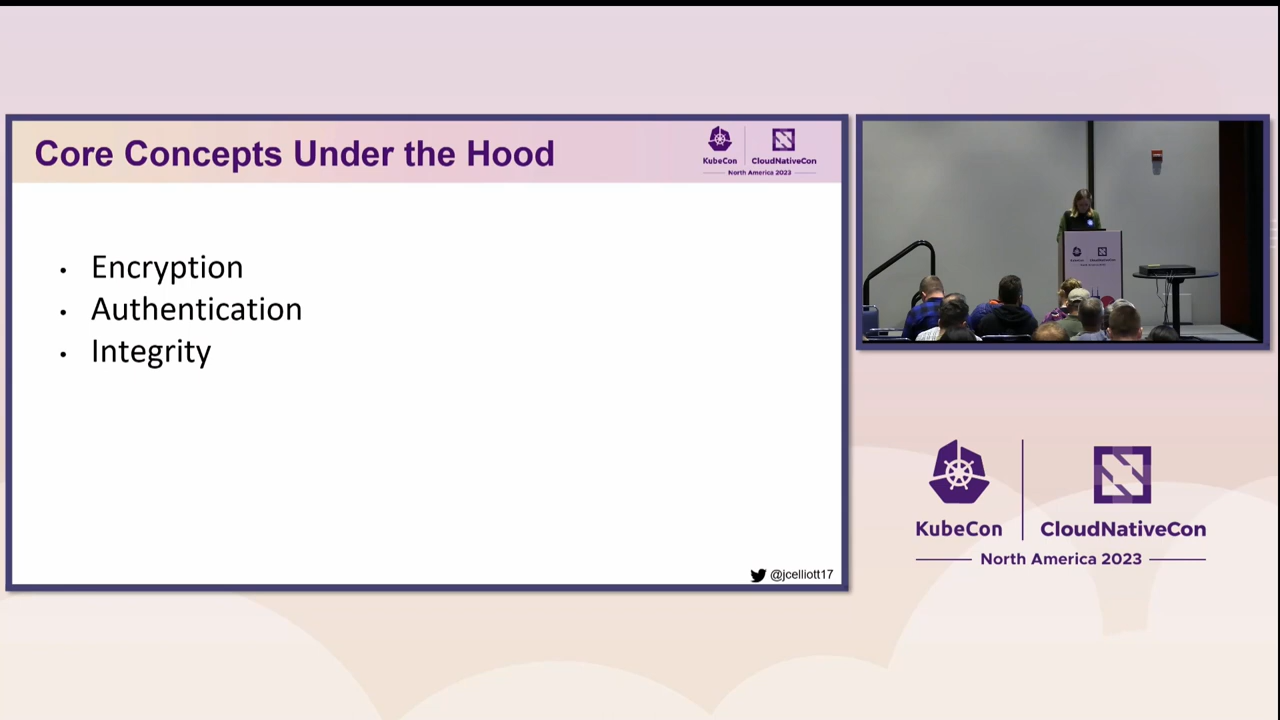 Core Concepts Under the Hood
KubeCon
CloudNativeCon
North America 2023
• Encryption
• Authentication
• Integrity
@jcelliott17
KubeCon
CloudNativeCon
North America 2023